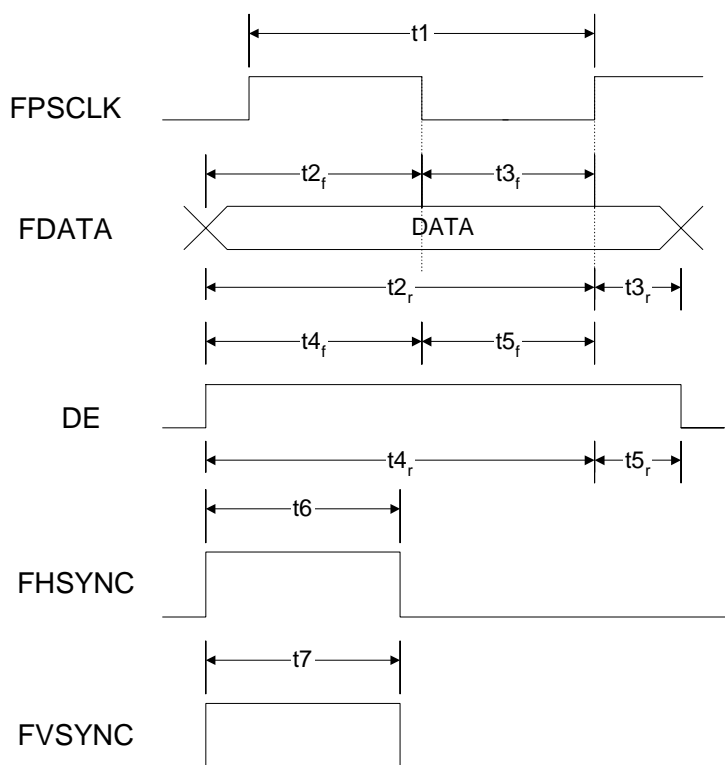 t1
FPSCLK
t2f t3f
FDATA DATA
t2r t3r
t4f t5f
DE
t4r t5r
t6
FHSYNC
t7
FVSYNC